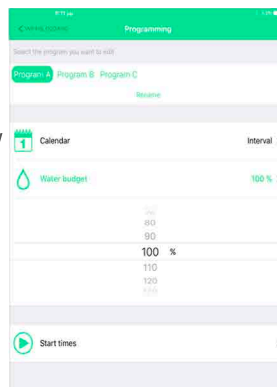 Programming
Select the program you want to edit
Program A Program B Program C
Rename
1 Calendar Interval
Water budget 100 %
80
90
100 %
110
120
Start times